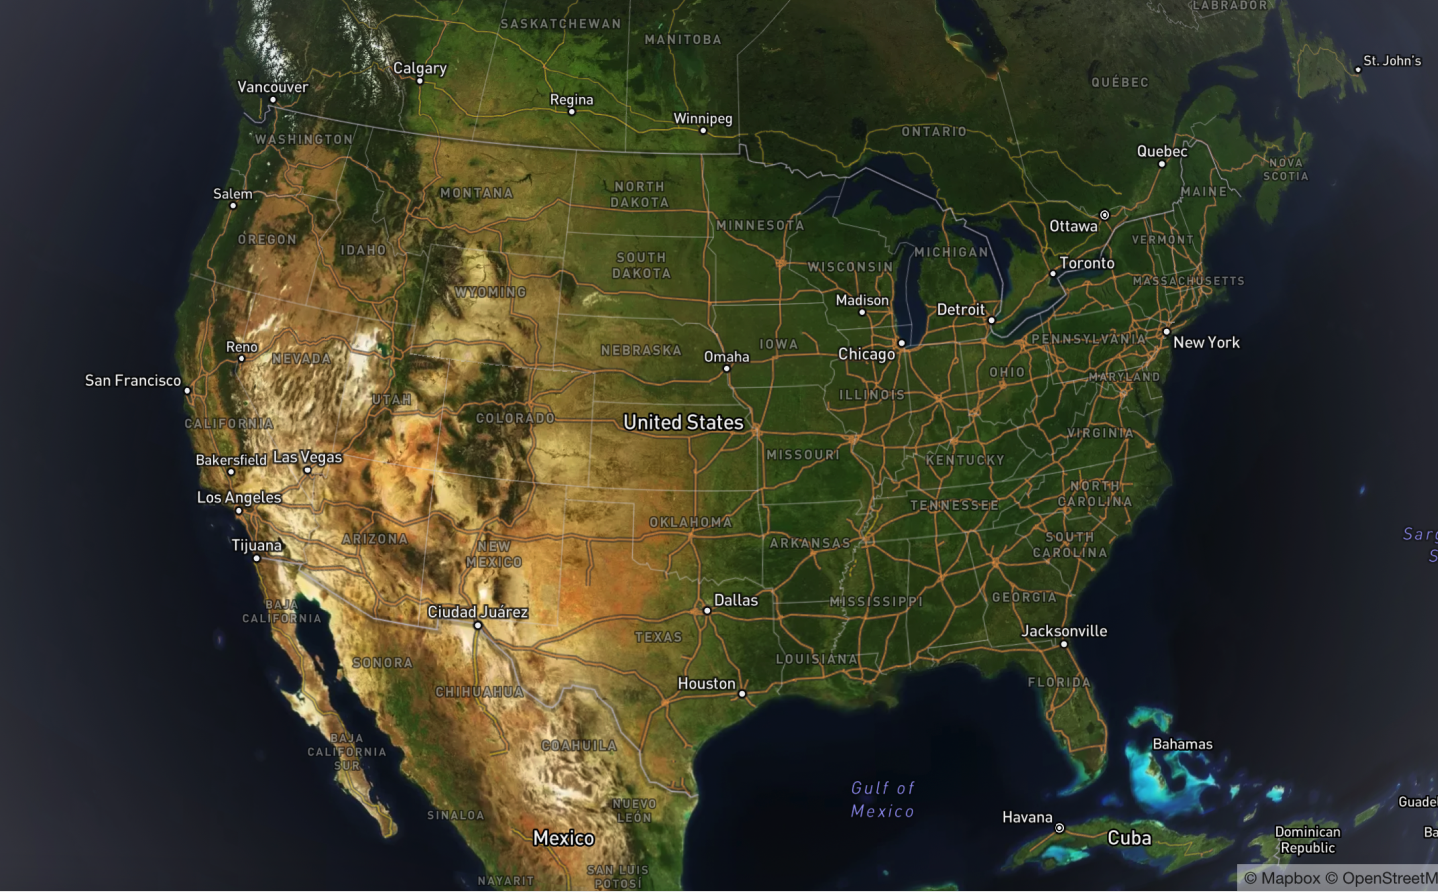 LABRADOR
SASKATCHEWAN
MANITOBA
St. John's
Calgary
QUÉBEC
Vancouver
Regina
Winnipeg
ONTARIO
WASHINGTON
Quebec
NOVA
SCOTIA
MONTANA
NORTH
DAKOTA
MAINE
Salem
MINNESOTA
Ottawa
OREGON
IDAHO
MICHIGAN
VERMONT
SOUTH
DAKOTA
WISCONSIN
Toronto
MASSACHUSETTS
WYOMING
Madison
Detroit
Reno
NEVADA
NEBRASKA
IOWA
Chicago
PENNSYLVANIA
New York
Omaha
OHIO
MARYLAND
San Francisco
UTAH
ILLINOIS
CALIFORNIA
COLORADO
United States
VIRGINIA
Bakersfield
Las Vegas
MISSOURI
KENTUCKY
Los Angeles
NORTH
CAROLINA
TENNESSEE
OKLAHOMA
Tijuana
ARIZONA
NEW
MEXICO
ARKANSAS
SOUTH
CAROLINA
BAJA
CALIFORNIA
Ciudad Juárez
Dallas
MISSISSIPPI
GEORGIA
TEXAS
Jacksonville
SONORA
LOUISIANA
CHIHUAHUA
Houston
FLORIDA
BAJA
CALIFORNIA
SUR
COAHUILA
Bahamas
Gulf of
Mexico
SINALOA
NUEVO
LEÓN
Guadel
Havana
Mexico
Cuba
Dominican
Republic
Ba
NAYARIT
SAN LUIS
POTOSÍ
© Mapbox © OpenStreetM